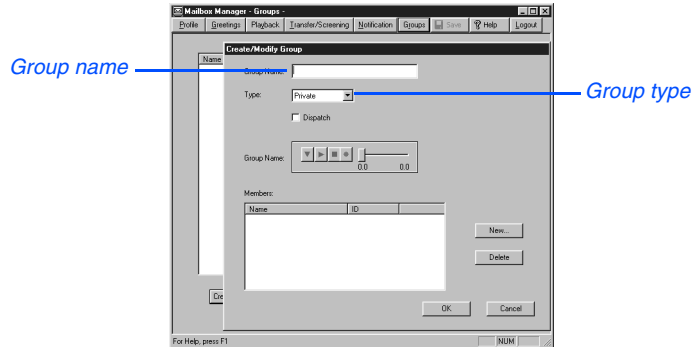 Mailbox Manager - Groups -
Profile Greetings Playback Transfer/Screening Notification Groups Save Help Logout
Create/Modify Group
Name
Group name
Group Name:
Group type
Type: Private
Dispatch
Group Name:
0.0 0.0
Members:
Name ID
New...
Delete
Cre
OK Cancel
For Help, press F1 NUM